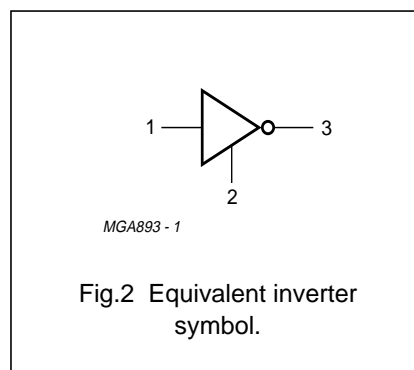 1
3
2
MGA893 - 1
Fig.2 Equivalent inverter
symbol.